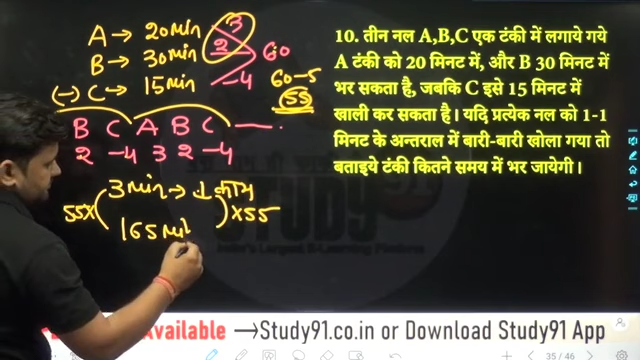 A → 20min 3
B → 30min 2 60
(-) C → 15min -4
60-5
55
B C A B C —.
2 -4 3 2 -4
3min → 1 काम
55× ( ) ×55
165 min
10. तीन नल A,B,C एक टंकी में लगाये गये
A टंकी को 20 मिनट में, और B 30 मिनट में
भर सकता है, जबकि C इसे 15 मिनट में
खाली कर सकता है। यदि प्रत्येक नल को 1-1
मिनट के अन्तराल में बारी-बारी खोला गया तो
बताइये टंकी कितने समय में भर जायेगी।
STUDY91
Available →Study91.co.in or Download Study91 App
35 / 46